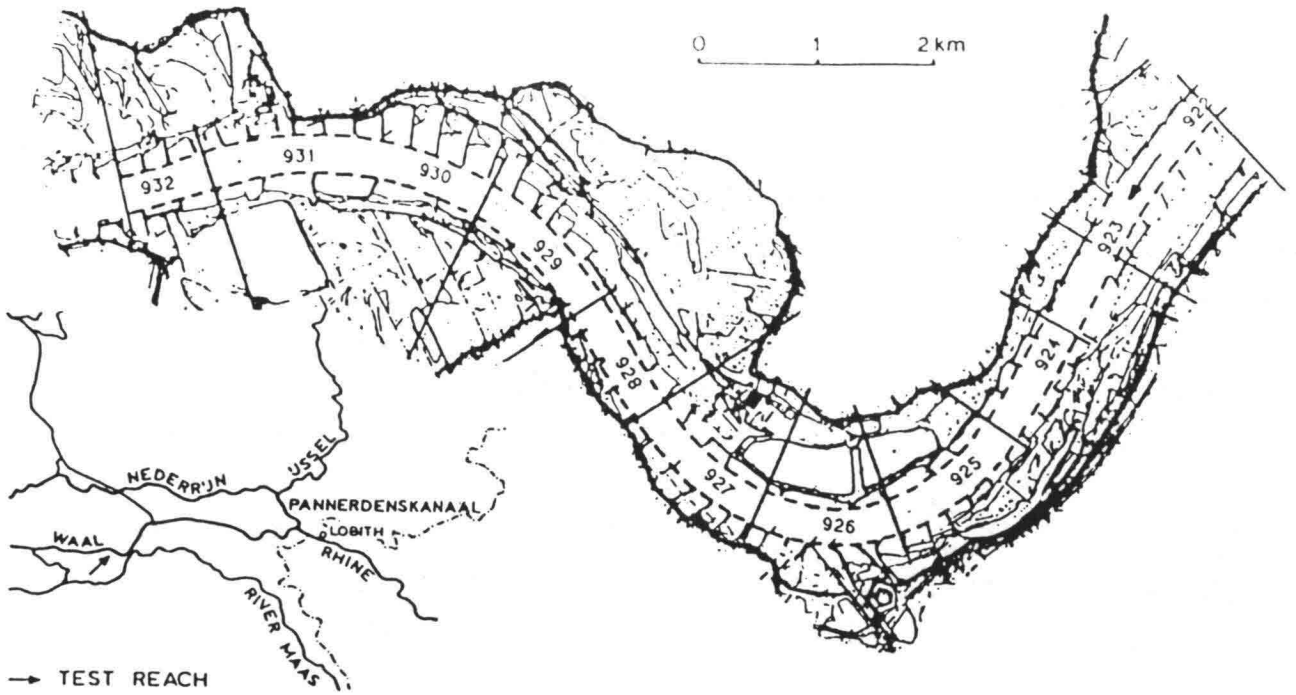 0 1 2 km
922
923
924
925
926
927
928
929
930
931
932
NEDERRIJN
IJSSEL
PANNERDENSKANAAL
LOBITH
RHINE
WAAL
RIVER MAAS
→ TEST REACH